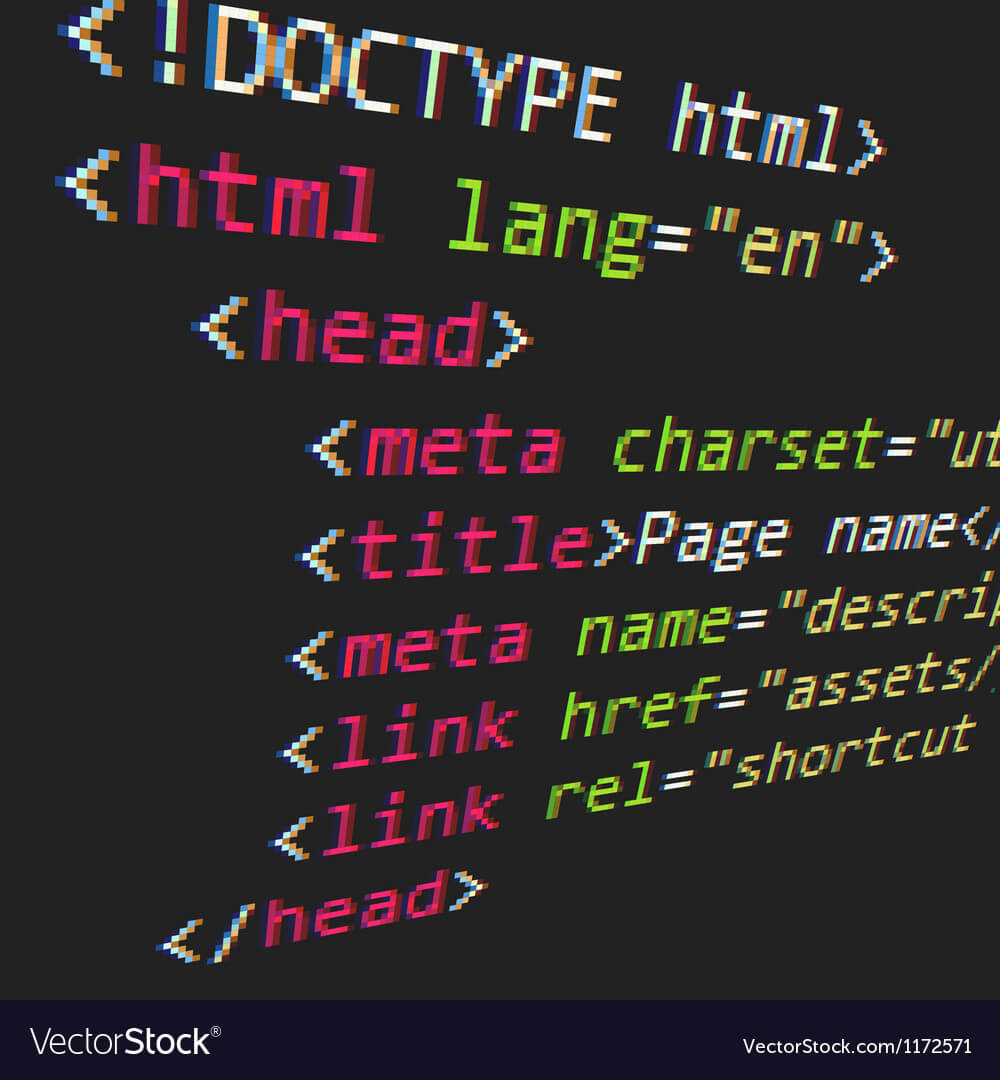 <!DOCTYPE html>
<html lang="en">
<head>
<meta charset="ut
<title>Page name</
<meta name="descrip
<link href="assets/
<link rel="shortcut
</head>
VectorStock®
VectorStock.com/1172571